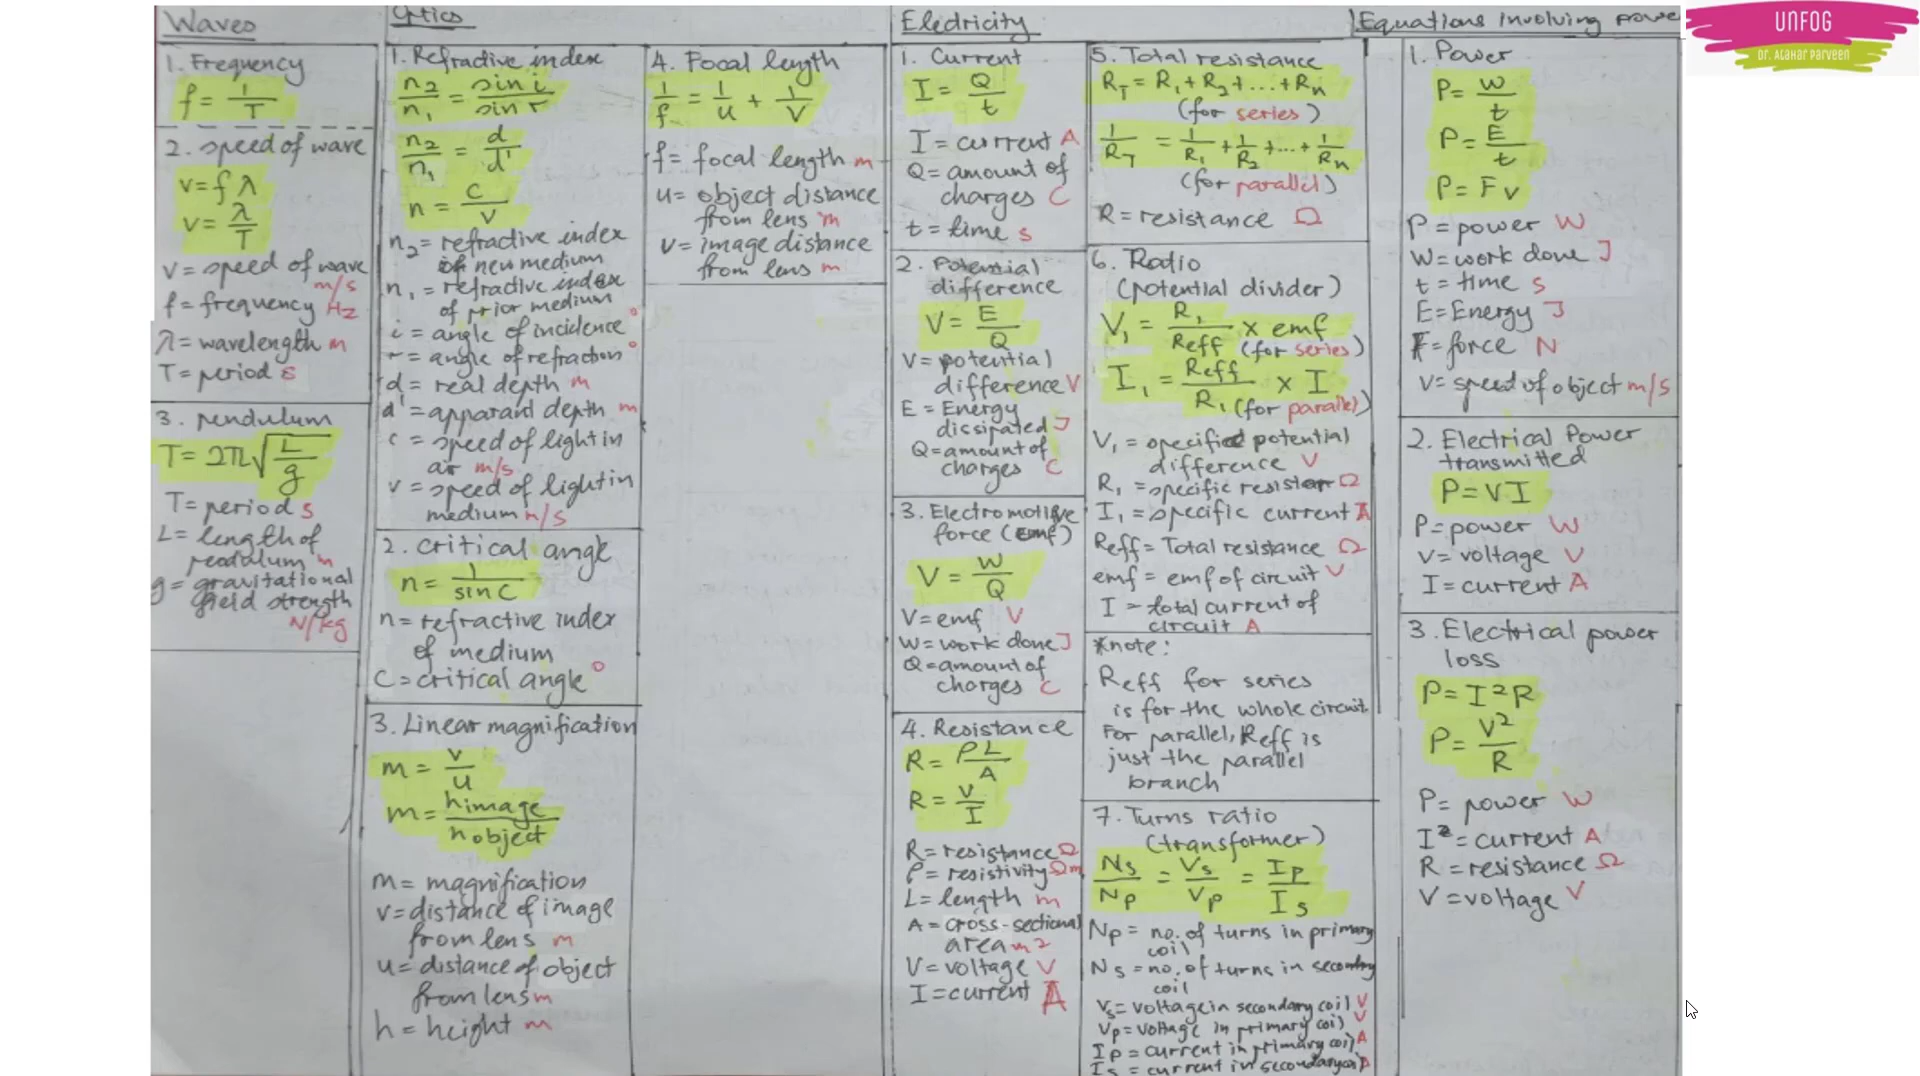 Waves
1. Frequency
f = 1/T
2. speed of wave
v = f λ
v = λ/T
v = speed of wave m/s
f = frequency Hz
λ = wavelength m
T = period s
3. pendulum
T = 2π√(L/g)
T = period s
L = length of
pendulum m
g = gravitational
field strength
N/kg
Optics
1. Refractive index
n2/n1 = sin i/sin r
n2/n1 = d/d'
n = c/v
n2 = refractive index
of new medium
n1 = refractive index
of prior medium
i = angle of incidence °
r = angle of refraction °
d = real depth m
d' = apparant depth m
c = speed of light in
air m/s
v = speed of light in
medium m/s
2. critical angle
n = 1/sin C
n = refractive index
of medium
C = critical angle °
3. Linear magnification
m = v/u
m = h image/h object
m = magnification
v = distance of image
from lens m
u = distance of object
from lens m
h = height m
4. Focal length
1/f = 1/u + 1/v
f = focal length m
u = object distance
from lens m
v = image distance
from lens m
Electricity
1. Current
I = Q/t
I = current A
Q = amount of
charges C
t = time s
2. Potential
difference
V = E/Q
V = potential
difference V
E = Energy
dissipated J
Q = amount of
charges C
3. Electromotive
force (emf)
V = W/Q
V = emf V
W = work done J
Q = amount of
charges C
4. Resistance
R = ρL/A
R = V/I
R = resistance Ω
ρ = resistivity Ωm
L = length m
A = cross-sectional
area m2
V = voltage V
I = current A
5. Total resistance
RT = R1 + R2 + ... + Rn
(for series)
1/RT = 1/R1 + 1/R2 + ... + 1/Rn
(for parallel)
R = resistance Ω
6. Ratio
(potential divider)
V1 = R1/Reff x emf
(for series)
I1 = Reff/R1 x I
(for parallel)
V1 = specified potential
difference V
R1 = specific resistor Ω
I1 = specific current A
Reff = Total resistance Ω
emf = emf of circuit V
I = total current of
circuit A
*note:
Reff for series
is for the whole circuit
For parallel, Reff is
just the parallel
branch
7. Turns ratio
(transformer)
Ns/Np = Vs/Vp = Ip/Is
Np = no. of turns in primary
coil
Ns = no. of turns in secondry
coil
Vs = voltage in secondary coil V
Vp = voltage in primary coil V
Ip = current in primary coil A
Is = current in secondary coil A
Equations involving power
1. Power
P = W/t
P = E/t
P = Fv
P = power W
W = work done J
t = time s
E = Energy J
F = force N
v = speed of object m/s
2. Electrical Power
transmitted
P = VI
P = power W
V = voltage V
I = current A
3. Electrical power
loss
P = I²R
P = V²/R
P = power W
I² = current A
R = resistance Ω
V = voltage V
UNFOG
Dr. Atahar Parveen